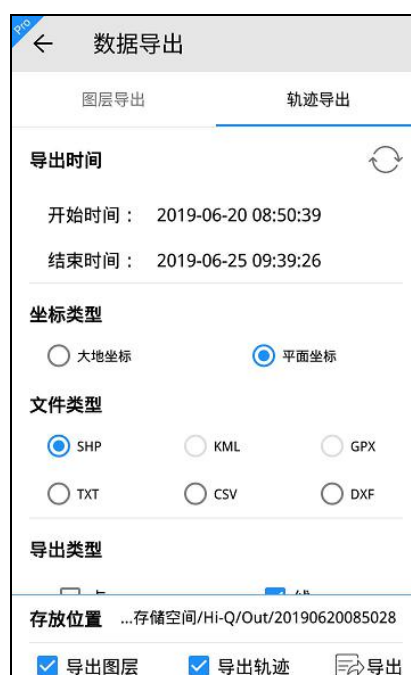 Pro
数据导出
图层导出 轨迹导出
导出时间
开始时间： 2019-06-20 08:50:39
结束时间： 2019-06-25 09:39:26
坐标类型
大地坐标 平面坐标
文件类型
SHP KML GPX
TXT CSV DXF
导出类型
存放位置 ...存储空间/Hi-Q/Out/20190620085028
导出图层 导出轨迹 导出